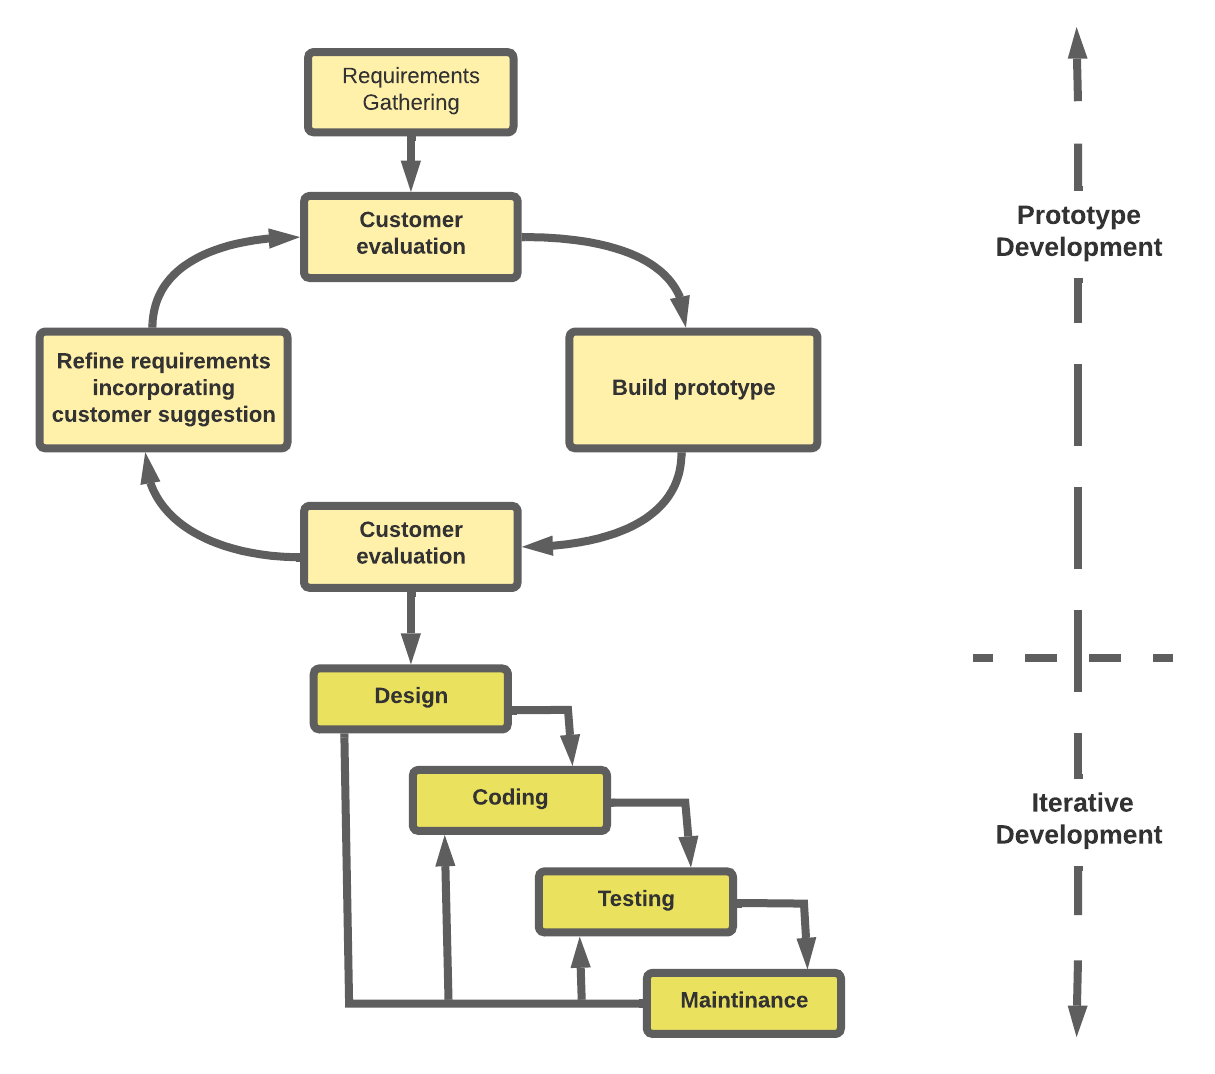 Requirements
Gathering
Customer
evaluation
Prototype
Development
Refine requirements
incorporating
customer suggestion
Build prototype
Customer
evaluation
Design
Coding
Iterative
Development
Testing
Maintinance